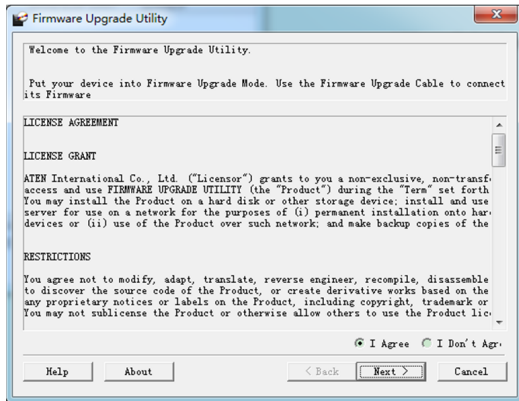 Firmware Upgrade Utility
Welcome to the Firmware Upgrade Utility.
Put your device into Firmware Upgrade Mode. Use the Firmware Upgrade Cable to connect
its Firmware
LICENSE AGREEMENT
LICENSE GRANT
ATEN International Co., Ltd. ("Licensor") grants to you a non-exclusive, non-transf
access and use FIRMWARE UPGRADE UTILITY (the "Product") during the "Term" set forth
You may install the Product on a hard disk or other storage device; install and use
server for use on a network for the purposes of (i) permanent installation onto har
devices or (ii) use of the Product over such network; and make backup copies of the
RESTRICTIONS
You agree not to modify, adapt, translate, reverse engineer, recompile, disassemble
to discover the source code of the Product, or create derivative works based on the
any proprietary notices or labels on the Product, including copyright, trademark or
You may not sublicense the Product or otherwise allow others to use the Product lic
I Agree I Don't Agr
Help About < Back Next > Cancel